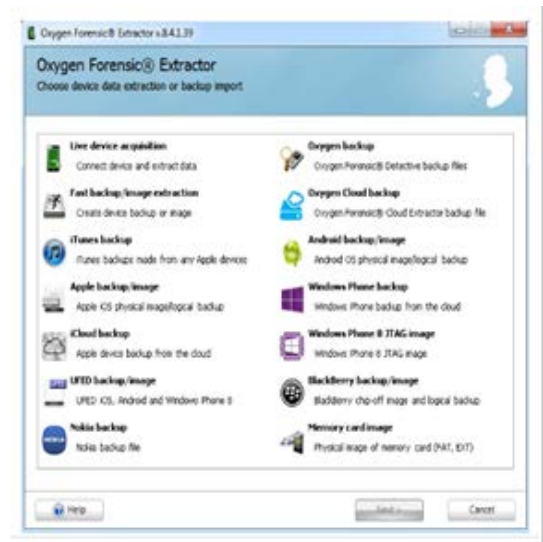 Oxygen Forensic® Extractor v.8.4.1.39
Oxygen Forensic® Extractor
Choose device data extraction or backup import
Live device acquisition
Connect device and extract data
Fast backup/image extraction
Create device backup or image
iTunes backup
iTunes backups made from any Apple devices
Apple backup/image
Apple iOS physical image/logical backup
iCloud backup
Apple device backup from the cloud
UFED backup/image
UFED iOS, Android and Windows Phone 8
Nokia backup
Nokia backup file
Oxygen backup
Oxygen Forensic® Detective backup files
Oxygen Cloud backup
Oxygen Forensic® Cloud Extractor backup file
Android backup/image
Android OS physical image/logical backup
Windows Phone backup
Windows Phone backup from the cloud
Windows Phone 8 JTAG image
Windows Phone 8 JTAG image
BlackBerry backup/image
BlackBerry chip-off image and logical backup
Memory card image
Physical image of memory card (FAT, EXT)
Help
Next >
Cancel